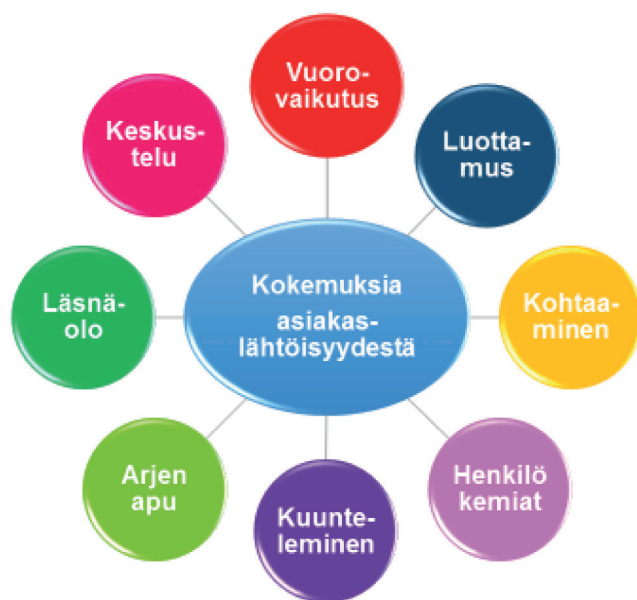 Vuoro-
vaikutus
Luotta-
mus
Kohtaa-
minen
Henkilö
kemiat
Kuunte-
leminen
Arjen
apu
Läsnä-
olo
Keskus-
telu
Kokemuksia
asiakas-
lähtöisyydestä